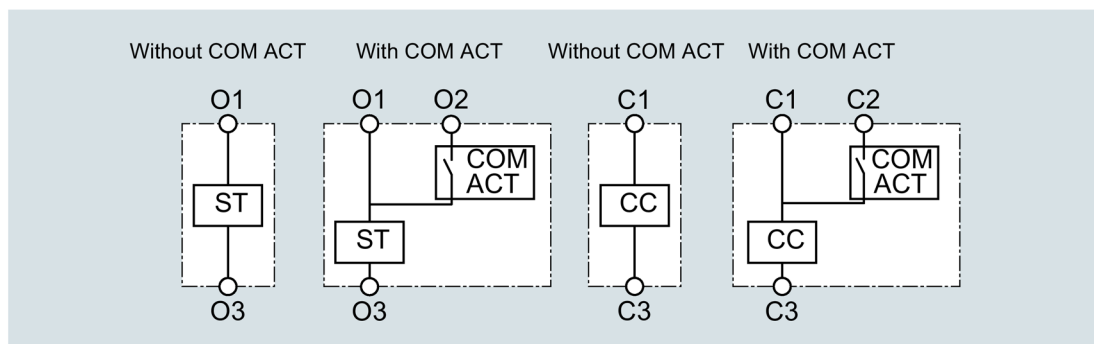 Without COM ACT
With COM ACT
Without COM ACT
With COM ACT
O1
O1
O2
C1
C1
C2
COM
ACT
COM
ACT
ST
CC
ST
CC
O3
O3
C3
C3